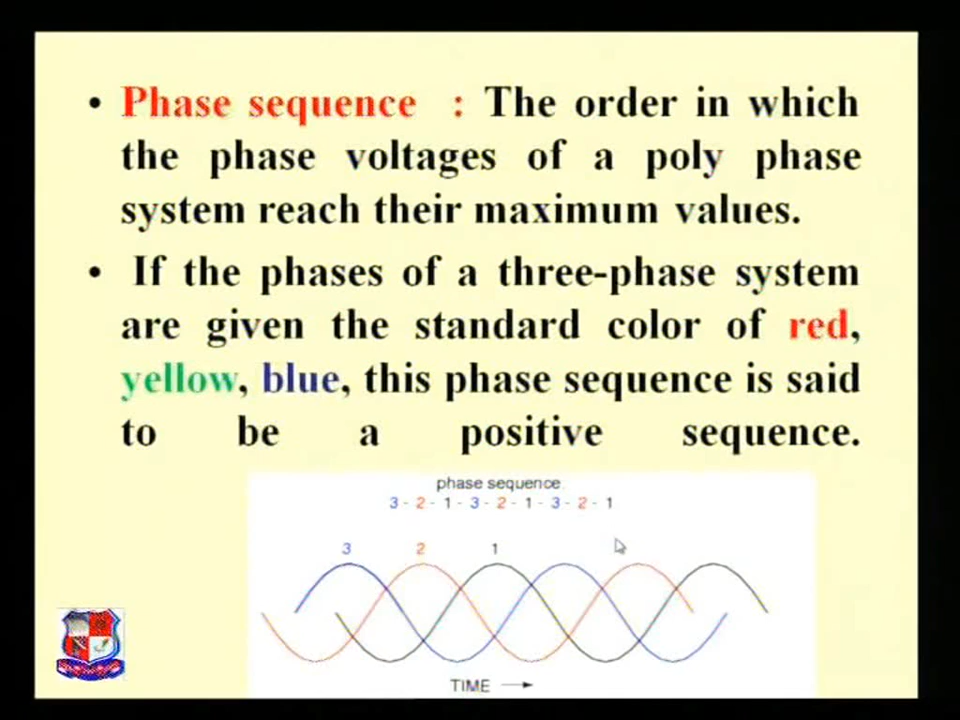 • Phase sequence : The order in which
the phase voltages of a poly phase
system reach their maximum values.
• If the phases of a three-phase system
are given the standard color of red,
yellow, blue, this phase sequence is said
to be a positive sequence.
phase sequence
3 - 2 - 1 - 3 - 2 - 1 - 3 - 2 - 1
3 2 1
TIME